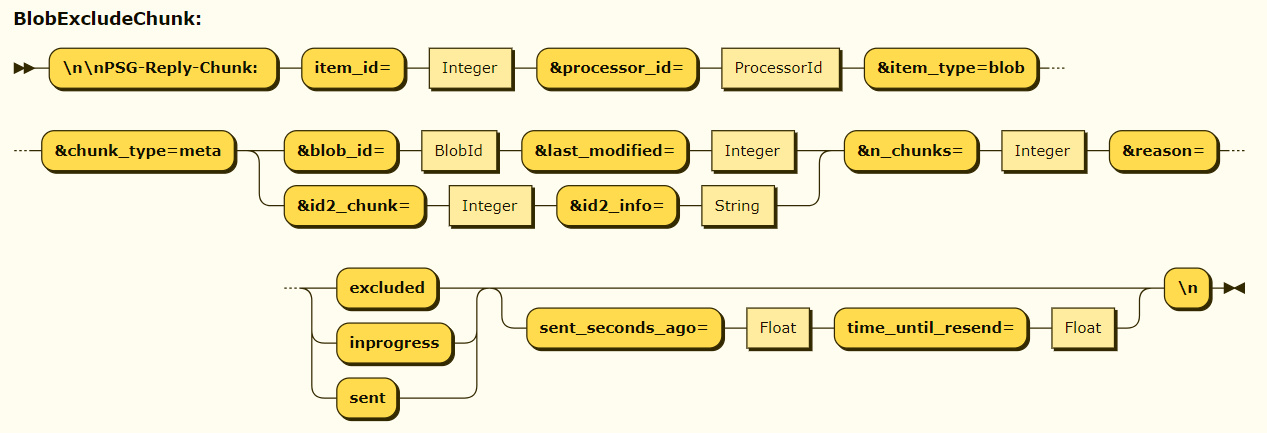 BlobExcludeChunk:
\n\nPSG-Reply-Chunk: item_id= Integer &processor_id= ProcessorId &item_type=blob
&chunk_type=meta &blob_id= BlobId &last_modified= Integer &n_chunks= Integer &reason=
&id2_chunk= Integer &id2_info= String
excluded \n
sent_seconds_ago= Float time_until_resend= Float
inprogress
sent